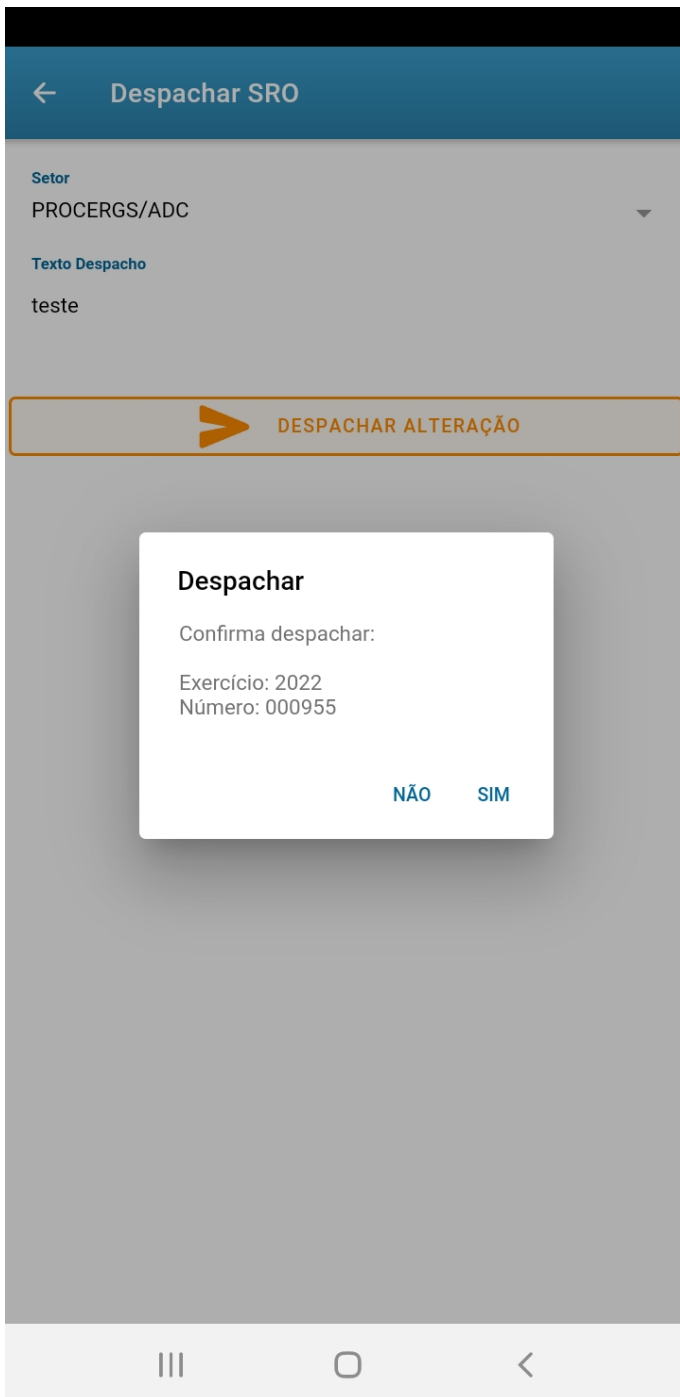 Despachar SRO
Setor
PROCERGS/ADC
Texto Despacho
teste
DESPACHAR ALTERAÇÃO
Despachar
Confirma despachar:
Exercício: 2022
Número: 000955
NÃO SIM